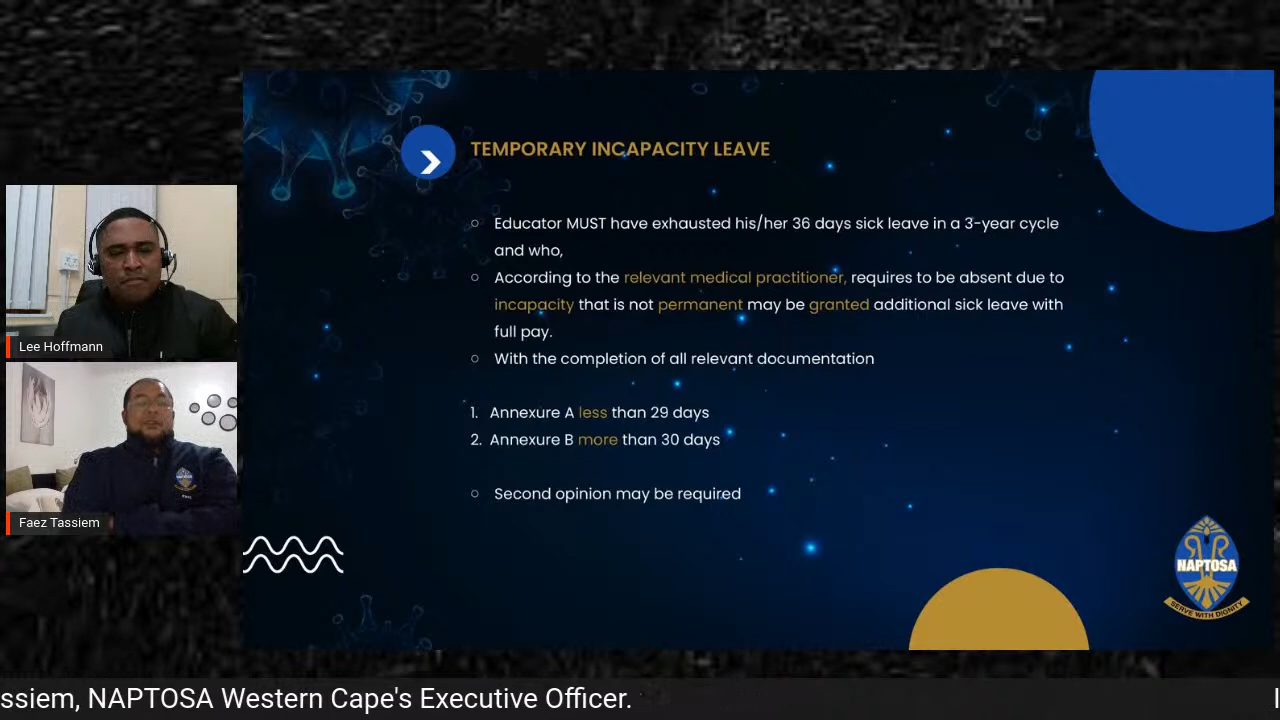 TEMPORARY INCAPACITY LEAVE
Educator MUST have exhausted his/her 36 days sick leave in a 3-year cycle
and who,
According to the relevant medical practitioner, requires to be absent due to
incapacity that is not permanent may be granted additional sick leave with
full pay.
With the completion of all relevant documentation
1. Annexure A less than 29 days
2. Annexure B more than 30 days
Second opinion may be required
Lee Hoffmann
Faez Tassiem
NAPTOSA
SERVE WITH DIGNITY
ssiem, NAPTOSA Western Cape's Executive Officer.